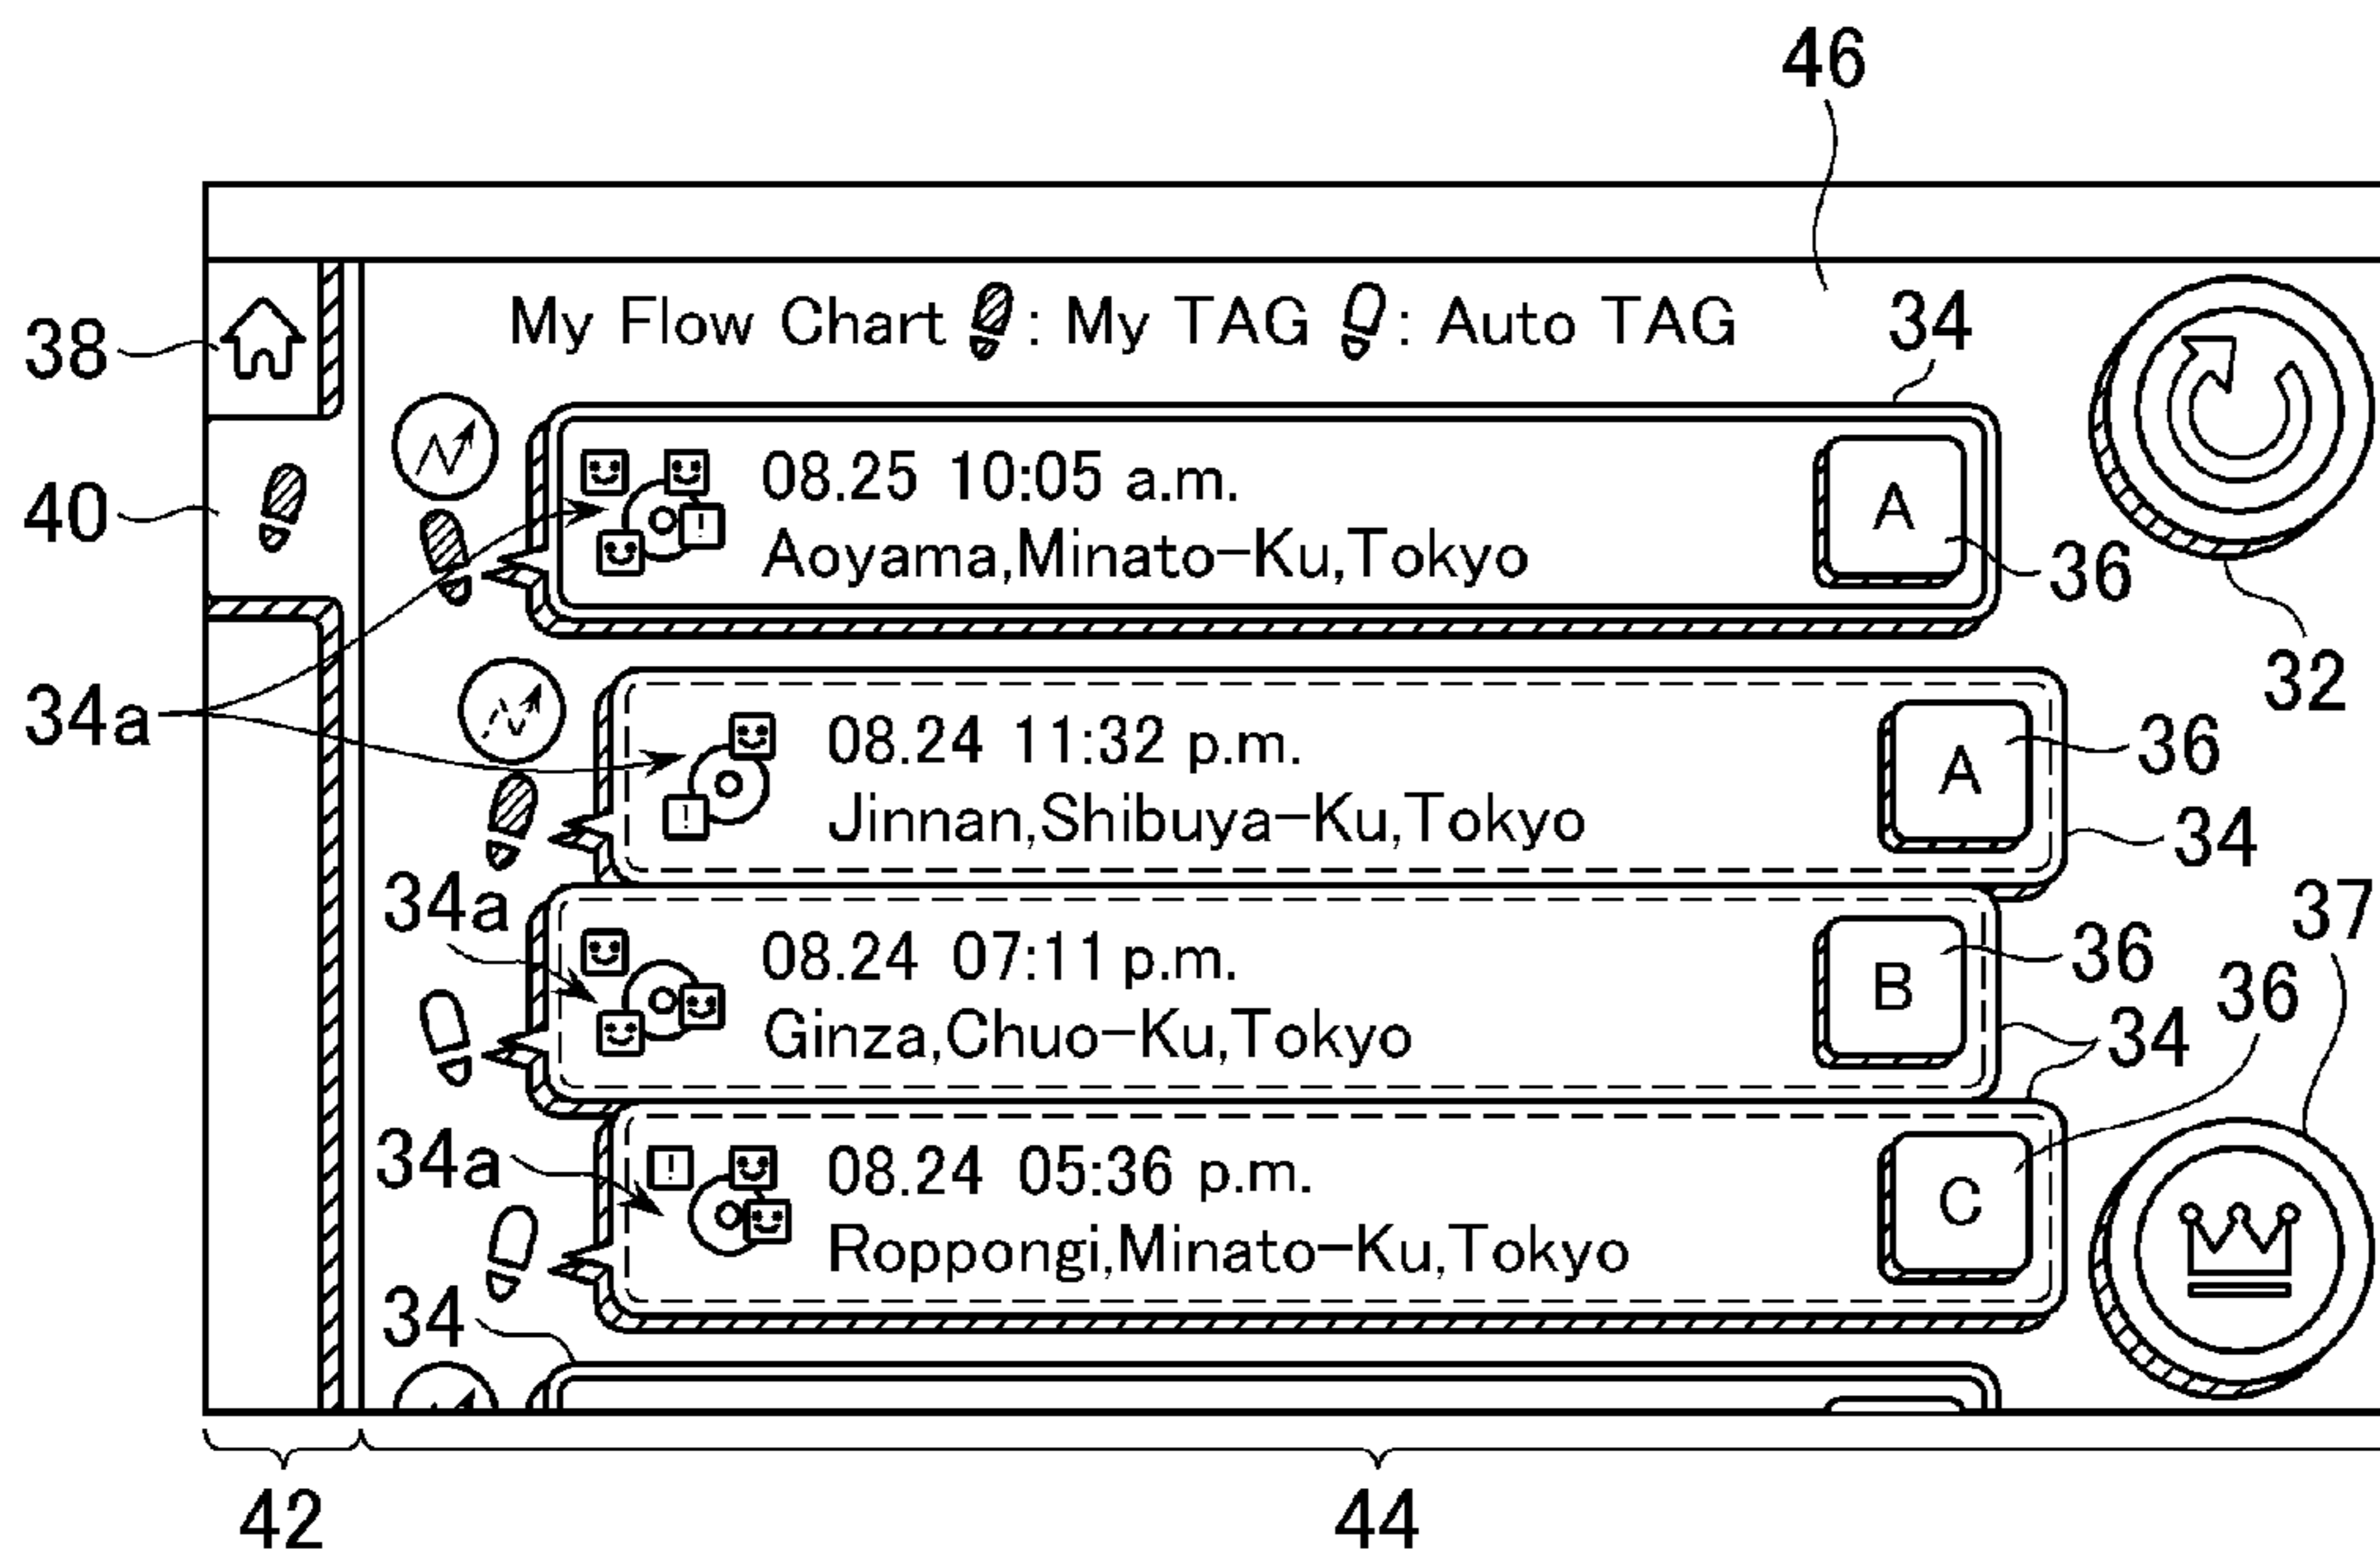 46
My Flow Chart : My TAG : Auto TAG
34
38
08.25 10:05 a.m.
Aoyama,Minato-Ku,Tokyo
A
36
40
32
34a
08.24 11:32 p.m.
Jinnan,Shibuya-Ku,Tokyo
A
36
34
34a
08.24 07:11 p.m.
Ginza,Chuo-Ku,Tokyo
B
36
36
37
34
34a
08.24 05:36 p.m.
Roppongi,Minato-Ku,Tokyo
C
34
42
44